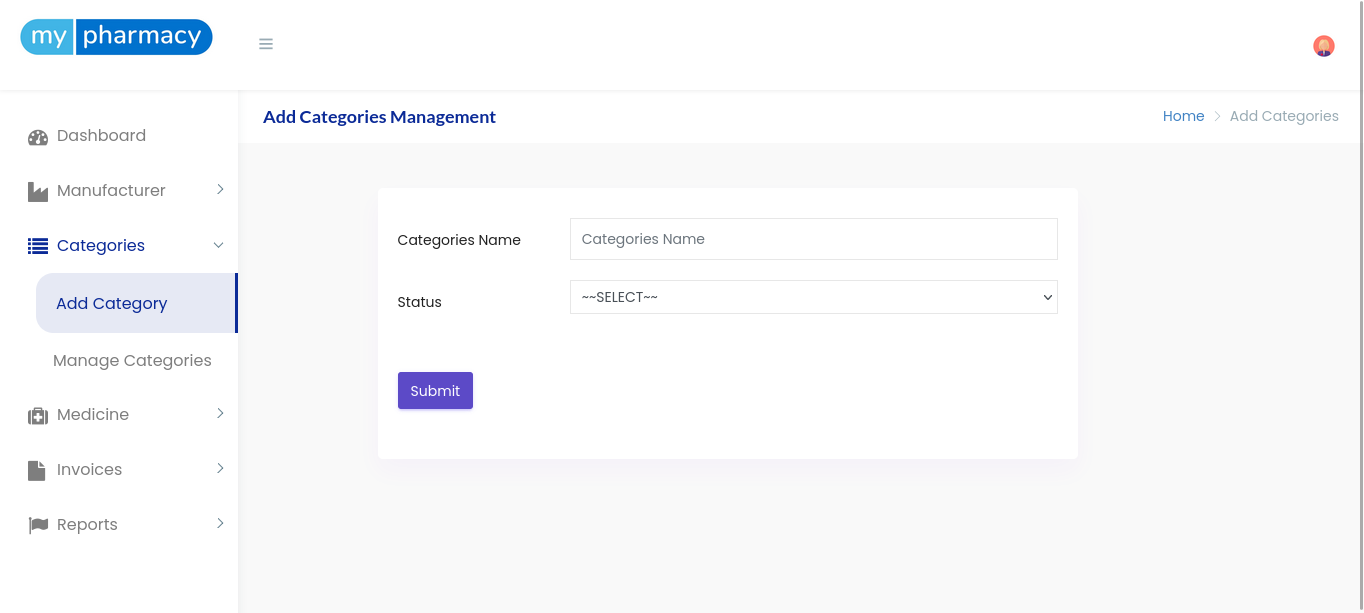 my pharmacy
Add Categories Management
Home > Add Categories
Dashboard
Manufacturer
Categories
Add Category
Manage Categories
Medicine
Invoices
Reports
Categories Name
Categories Name
Status
~~SELECT~~
Submit